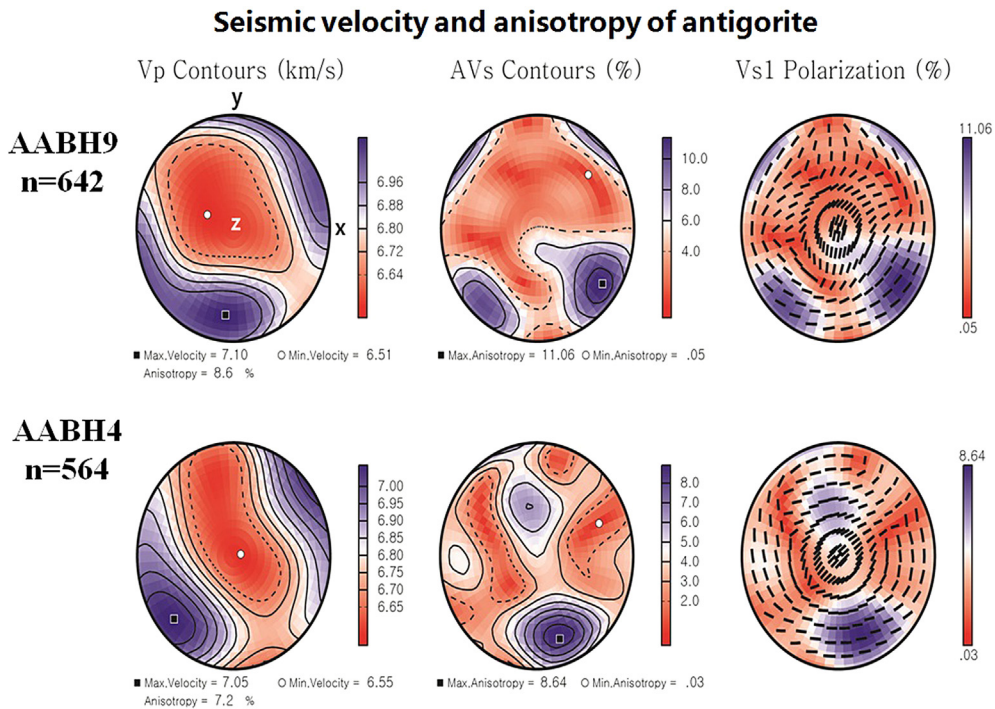 Seismic velocity and anisotropy of antigorite
Vp Contours (km/s)
AVs Contours (%)
Vs1 Polarization (%)
AABH9
n=642
y
z
x
6.96
6.88
6.80
6.72
6.64
10.0
8.0
6.0
4.0
11.06
.05
■ Max.Velocity = 7.10 ○ Min.Velocity = 6.51
Anisotropy = 8.6 %
■ Max.Anisotropy = 11.06 ○ Min.Anisotropy = .05
AABH4
n=564
7.00
6.95
6.90
6.85
6.80
6.75
6.70
6.65
8.0
7.0
6.0
5.0
4.0
3.0
2.0
8.64
.03
■ Max.Velocity = 7.05 ○ Min.Velocity = 6.55
Anisotropy = 7.2 %
■ Max.Anisotropy = 8.64 ○ Min.Anisotropy = .03